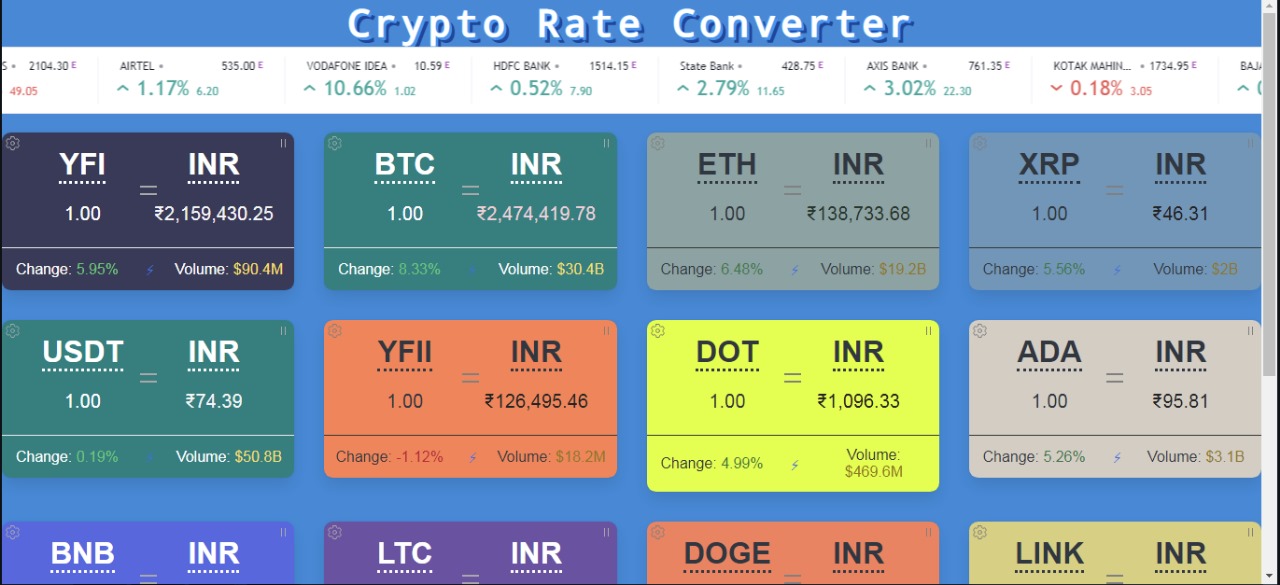 Crypto Rate Converter
S 2104.30 E AIRTEL 535.00 E VODAFONE IDEA 10.59 E HDFC BANK 1514.15 E State Bank 428.75 E AXIS BANK 761.35 E KOTAK MAHIN... 1734.95 E BAJA
49.05 1.17% 6.20 10.66% 1.02 0.52% 7.90 2.79% 11.65 3.02% 22.30 0.18% 3.05
YFI INR BTC INR ETH INR XRP INR
= = = =
1.00 ₹2,159,430.25 1.00 ₹2,474,419.78 1.00 ₹138,733.68 1.00 ₹46.31
Change: 5.95% ⚡ Volume: $90.4M Change: 8.33% ⚡ Volume: $30.4B Change: 6.48% ⚡ Volume: $19.2B Change: 5.56% ⚡ Volume: $2B
USDT INR YFII INR DOT INR ADA INR
= = = =
1.00 ₹74.39 1.00 ₹126,495.46 1.00 ₹1,096.33 1.00 ₹95.81
Change: 0.19% ⚡ Volume: $50.8B Change: -1.12% ⚡ Volume: $18.2M Change: 4.99% ⚡ Volume: $469.6M Change: 5.26% ⚡ Volume: $3.1B
BNB INR LTC INR DOGE INR LINK INR